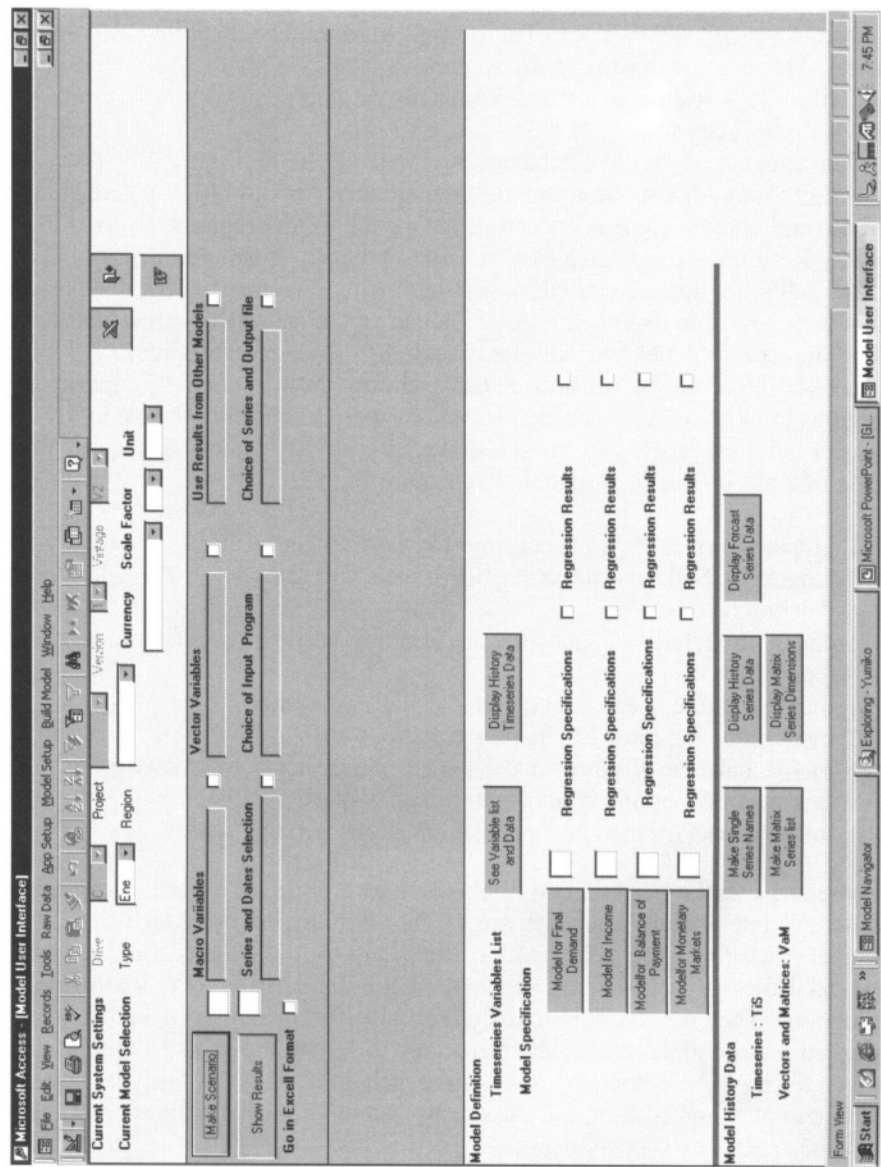 Microsoft Access - [Model User Interface]
File Edit View Records Tools Raw Data App Setup Model Setup Build Model Window Help
Current System Settings Drive C Project Version 1 Vintage V2
Current Model Selection Type Ene Region Currency Scale Factor Unit
Make Scenario Macro Variiables Vector Variables Use Results from Other Models
Show Results Series and Dates Selection Choice of Input Program Choice of Series and Output file
Go in Excell Format
Model Definition
Timesereies Variables List See Variable list and Data Display History Timeseries Data
Model Specification
Model for Final Demand Regression Specifications Regression Results
Model for Income Regression Specifications Regression Results
Modelfor Balance of Payment Regression Specifications Regression Results
Modelfor Monetary Markets Regression Specifications Regression Results
Model History Data
Timeseries : TiS Make Single Series Names Display History Series Data Display Forcast Series Data
Vectors and Matrices: VaM Make Matrix Series list Display Matrix Series Dimensions
Form View
Start Model Navigator Exploring - Yumiko Microsoft PowerPoint - [GL... Model User Interface 7:45 PM